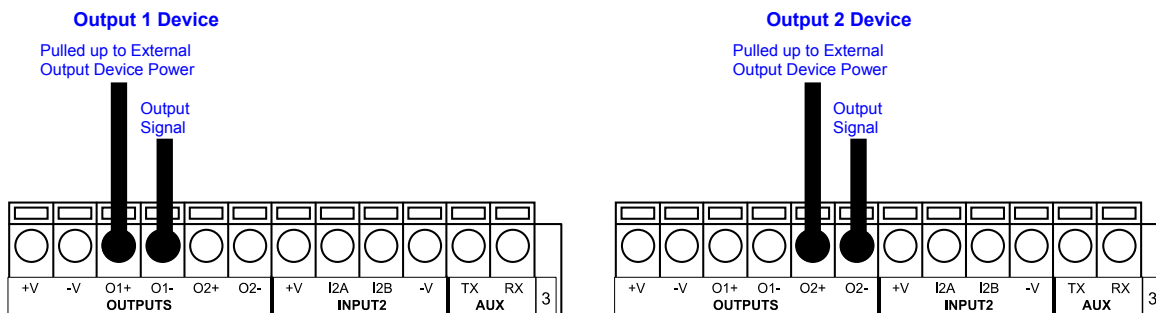 Output 1 Device
Pulled up to External
Output Device Power
Output
Signal
+V -V O1+ O1- O2+ O2- +V I2A I2B -V TX RX
OUTPUTS INPUT2 AUX 3
Output 2 Device
Pulled up to External
Output Device Power
Output
Signal
+V -V O1+ O1- O2+ O2- +V I2A I2B -V TX RX
OUTPUTS INPUT2 AUX 3